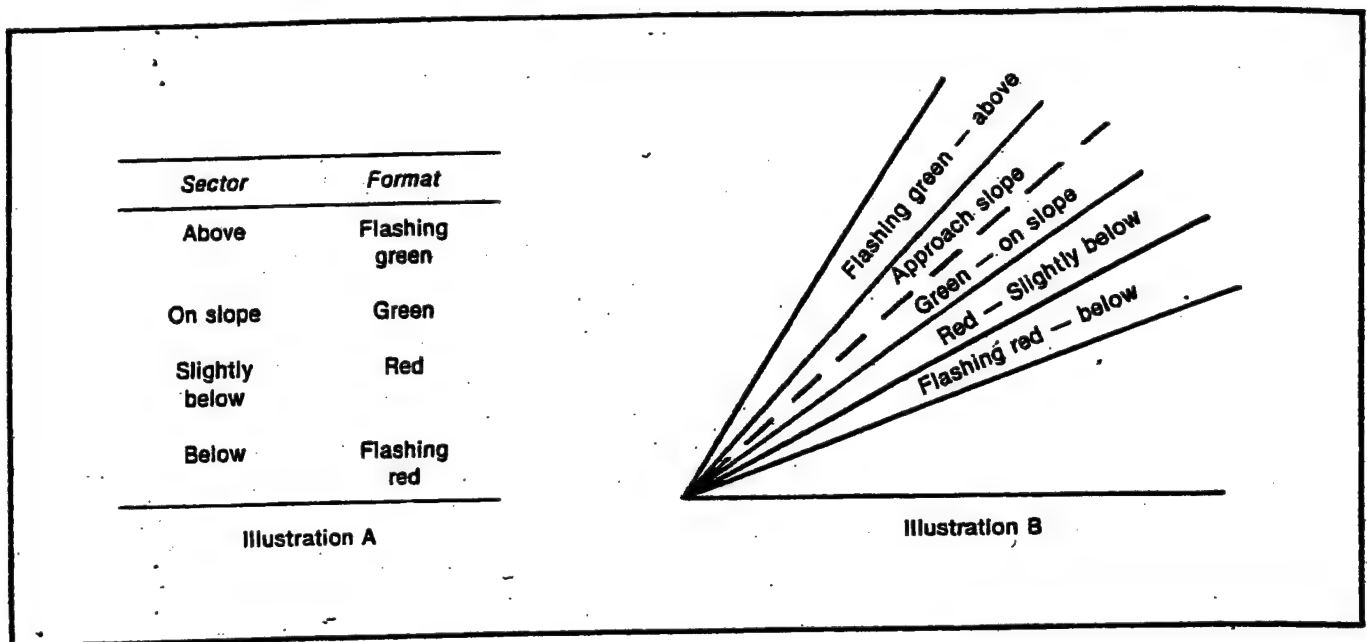 Sector Format
Above Flashing
green
On slope Green
Slightly Red
below
Below Flashing
red
Illustration A
Flashing green — above
Approach slope
Green — on slope
Red — Slightly below
Flashing red — below
Illustration B